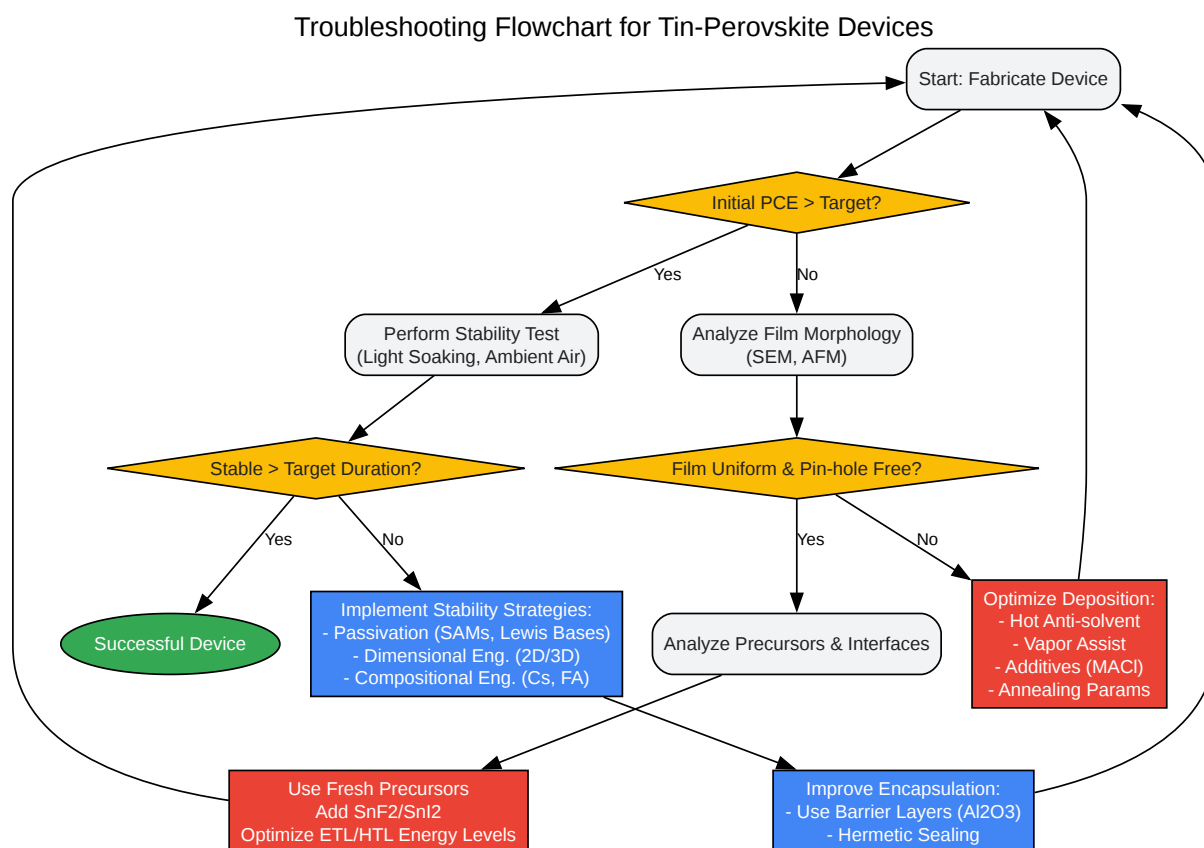 Troubleshooting Flowchart for Tin-Perovskite Devices
Start: Fabricate Device
Initial PCE > Target?
Yes
No
Perform Stability Test
(Light Soaking, Ambient Air)
Analyze Film Morphology
(SEM, AFM)
Stable > Target Duration?
Film Uniform & Pin-hole Free?
Yes
No
Yes
No
Successful Device
Implement Stability Strategies:
- Passivation (SAMs, Lewis Bases)
- Dimensional Eng. (2D/3D)
- Compositional Eng. (Cs, FA)
Analyze Precursors & Interfaces
Optimize Deposition:
- Hot Anti-solvent
- Vapor Assist
- Additives (MACl)
- Annealing Params
Use Fresh Precursors
Add SnF2/SnI2
Optimize ETL/HTL Energy Levels
Improve Encapsulation:
- Use Barrier Layers (Al2O3)
- Hermetic Sealing